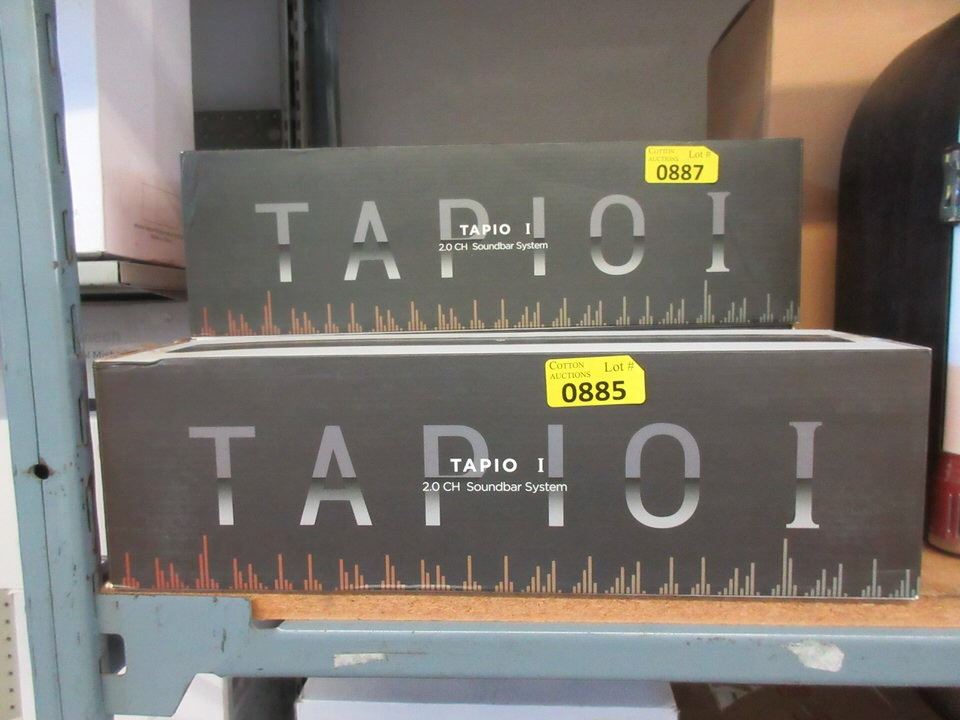 COTTON Lot #
AUCTIONS
0887
TAPIO I
TAPIO I
2.0 CH Soundbar System
COTTON Lot #
AUCTIONS
0885
TAPIO I
TAPIO I
2.0 CH Soundbar System